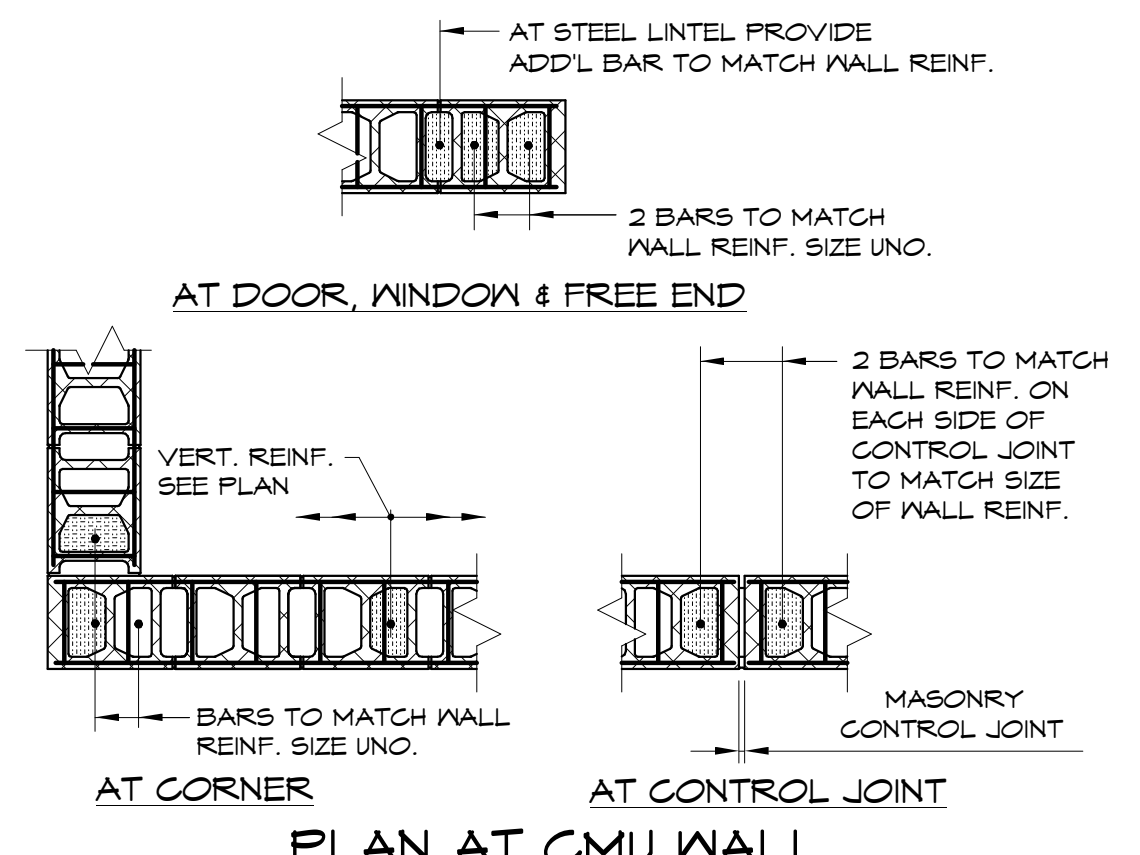 AT STEEL LINTEL PROVIDE
ADD'L BAR TO MATCH WALL REINF.
2 BARS TO MATCH
WALL REINF. SIZE UNO.
AT DOOR, WINDOW & FREE END
VERT. REINF.
SEE PLAN
BARS TO MATCH WALL
REINF. SIZE UNO.
AT CORNER
2 BARS TO MATCH
WALL REINF. ON
EACH SIDE OF
CONTROL JOINT
TO MATCH SIZE
OF WALL REINF.
MASONRY
CONTROL JOINT
AT CONTROL JOINT
PLAN AT CMU WALL